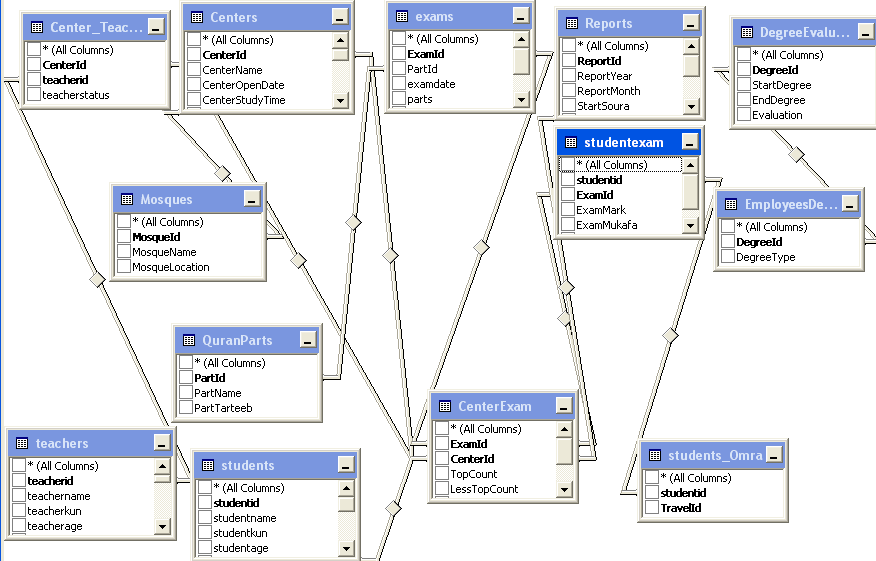 Center_Teac...
* (All Columns)
CenterId
teacherid
teacherstatus
Centers
* (All Columns)
CenterId
CenterName
CenterOpenDate
CenterStudyTime
exams
* (All Columns)
ExamId
PartId
examdate
parts
Reports
* (All Columns)
ReportId
ReportYear
ReportMonth
StartSoura
DegreeEvalu...
* (All Columns)
DegreeId
StartDegree
EndDegree
Evaluation
studentexam
* (All Columns)
studentid
ExamId
ExamMark
ExamMukafa
Mosques
* (All Columns)
MosqueId
MosqueName
MosqueLocation
EmployeesDe...
* (All Columns)
DegreeId
DegreeType
QuranParts
* (All Columns)
PartId
PartName
PartTarteeb
CenterExam
* (All Columns)
ExamId
CenterId
TopCount
LessTopCount
teachers
* (All Columns)
teacherid
teachername
teacherkun
teacherage
students
* (All Columns)
studentid
studentname
studentkun
studentage
students_Omra
* (All Columns)
studentid
TravelId